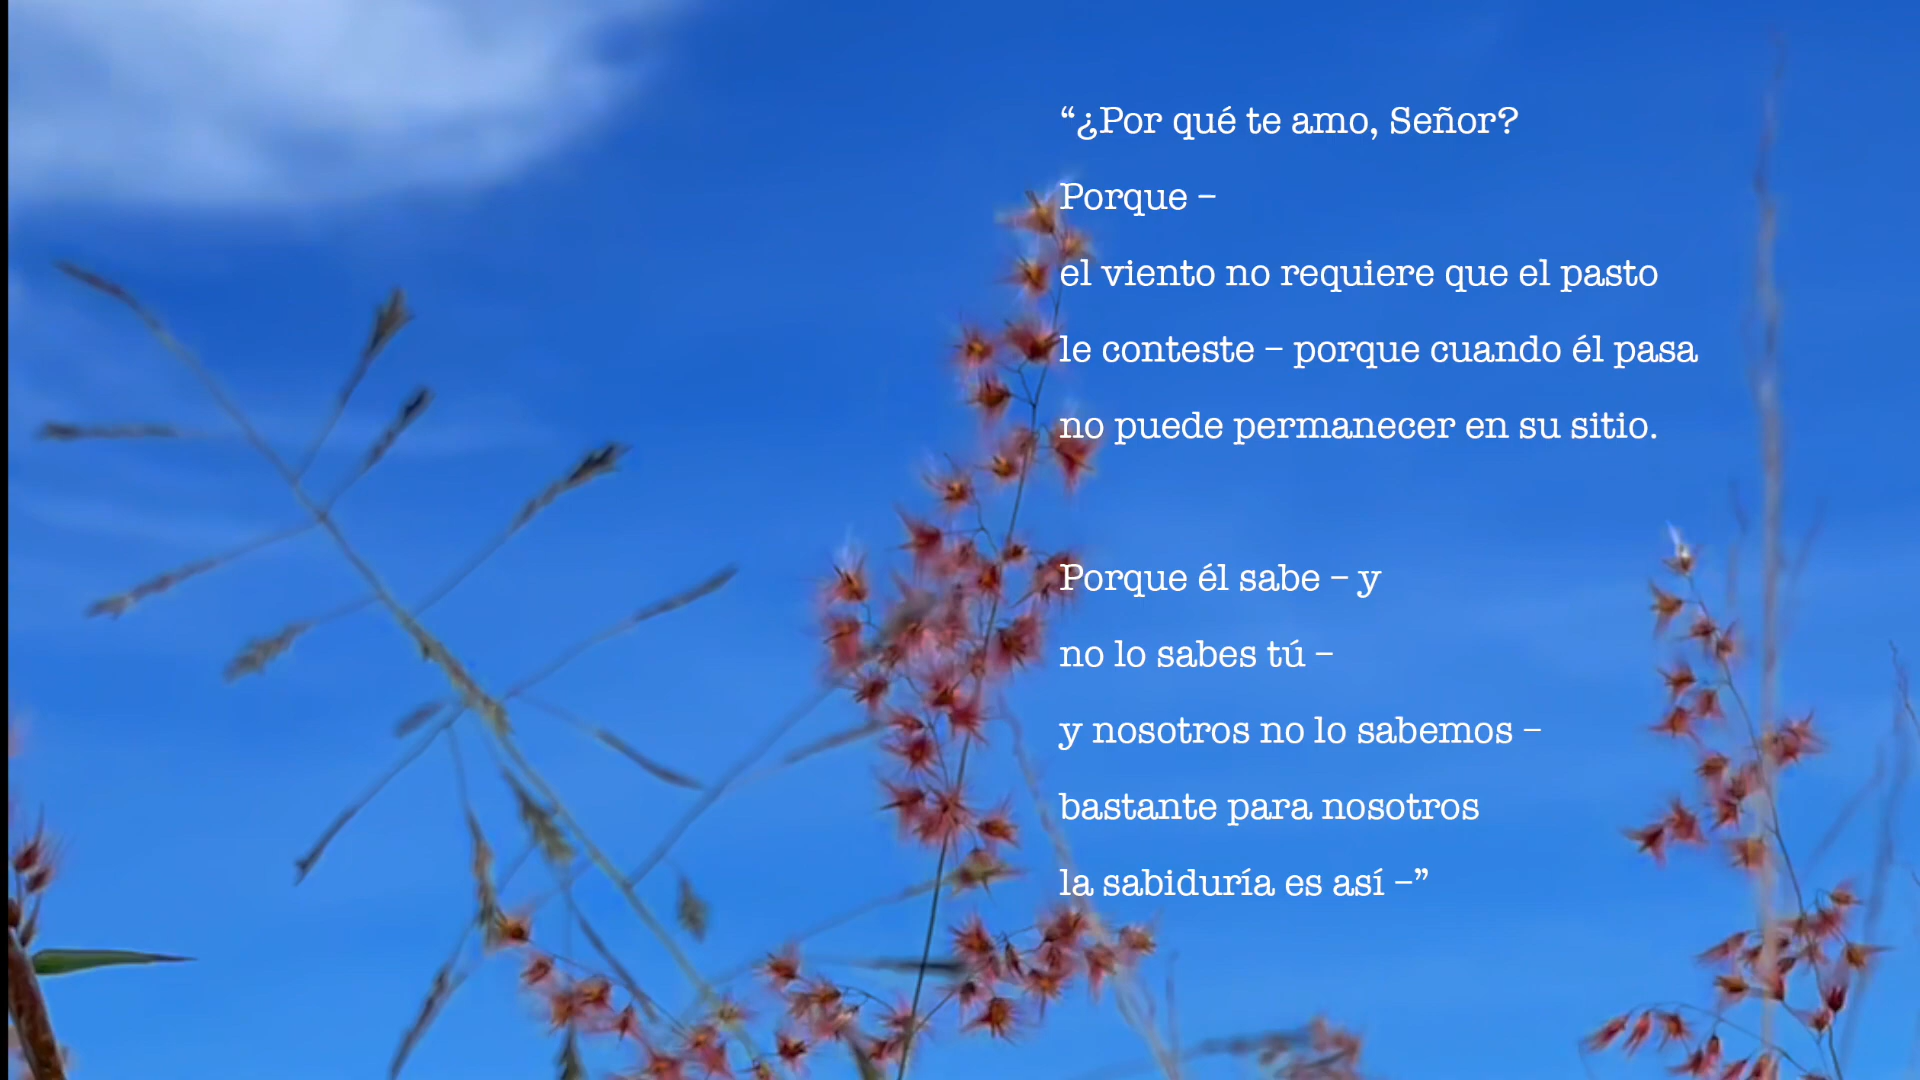 “¿Por qué te amo, Señor?
Porque –
el viento no requiere que el pasto
le conteste – porque cuando él pasa
no puede permanecer en su sitio.
Porque él sabe – y
no lo sabes tú –
y nosotros no lo sabemos –
bastante para nosotros
la sabiduría es así –”